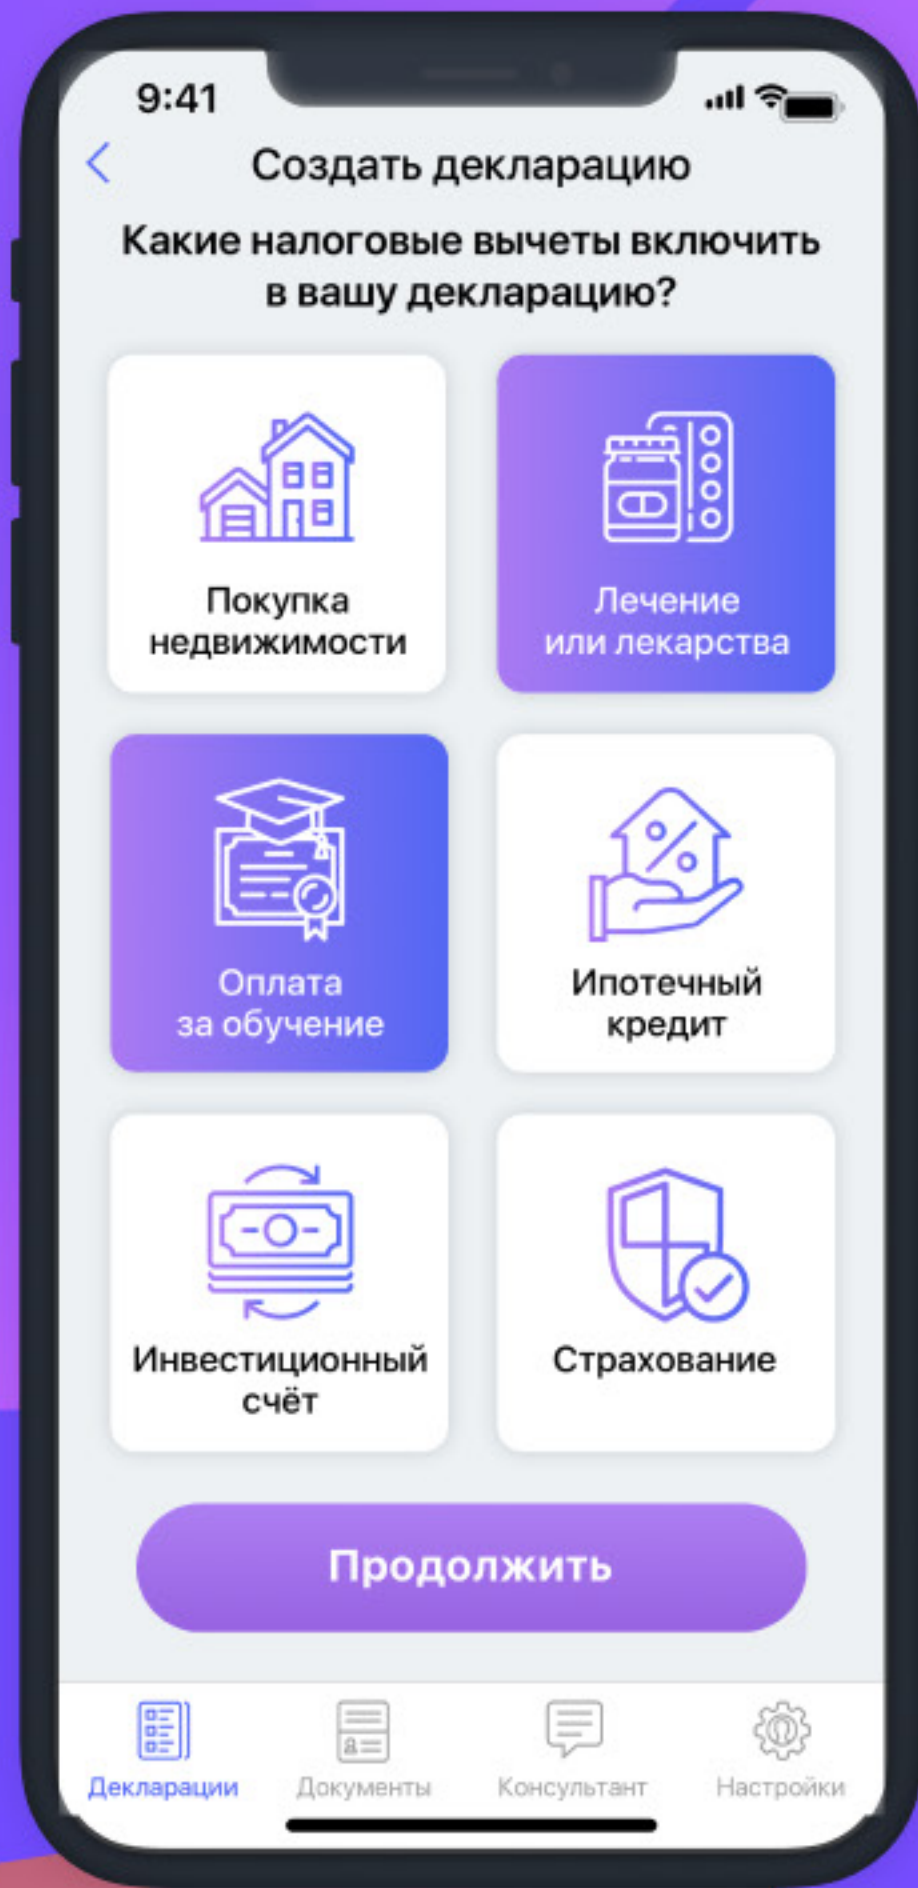 9:41
Создать декларацию
Какие налоговые вычеты включить
в вашу декларацию?
Покупка
недвижимости
Лечение
или лекарства
Оплата
за обучение
Ипотечный
кредит
Инвестиционный
счёт
Страхование
Продолжить
Декларации
Документы
Консультант
Настройки